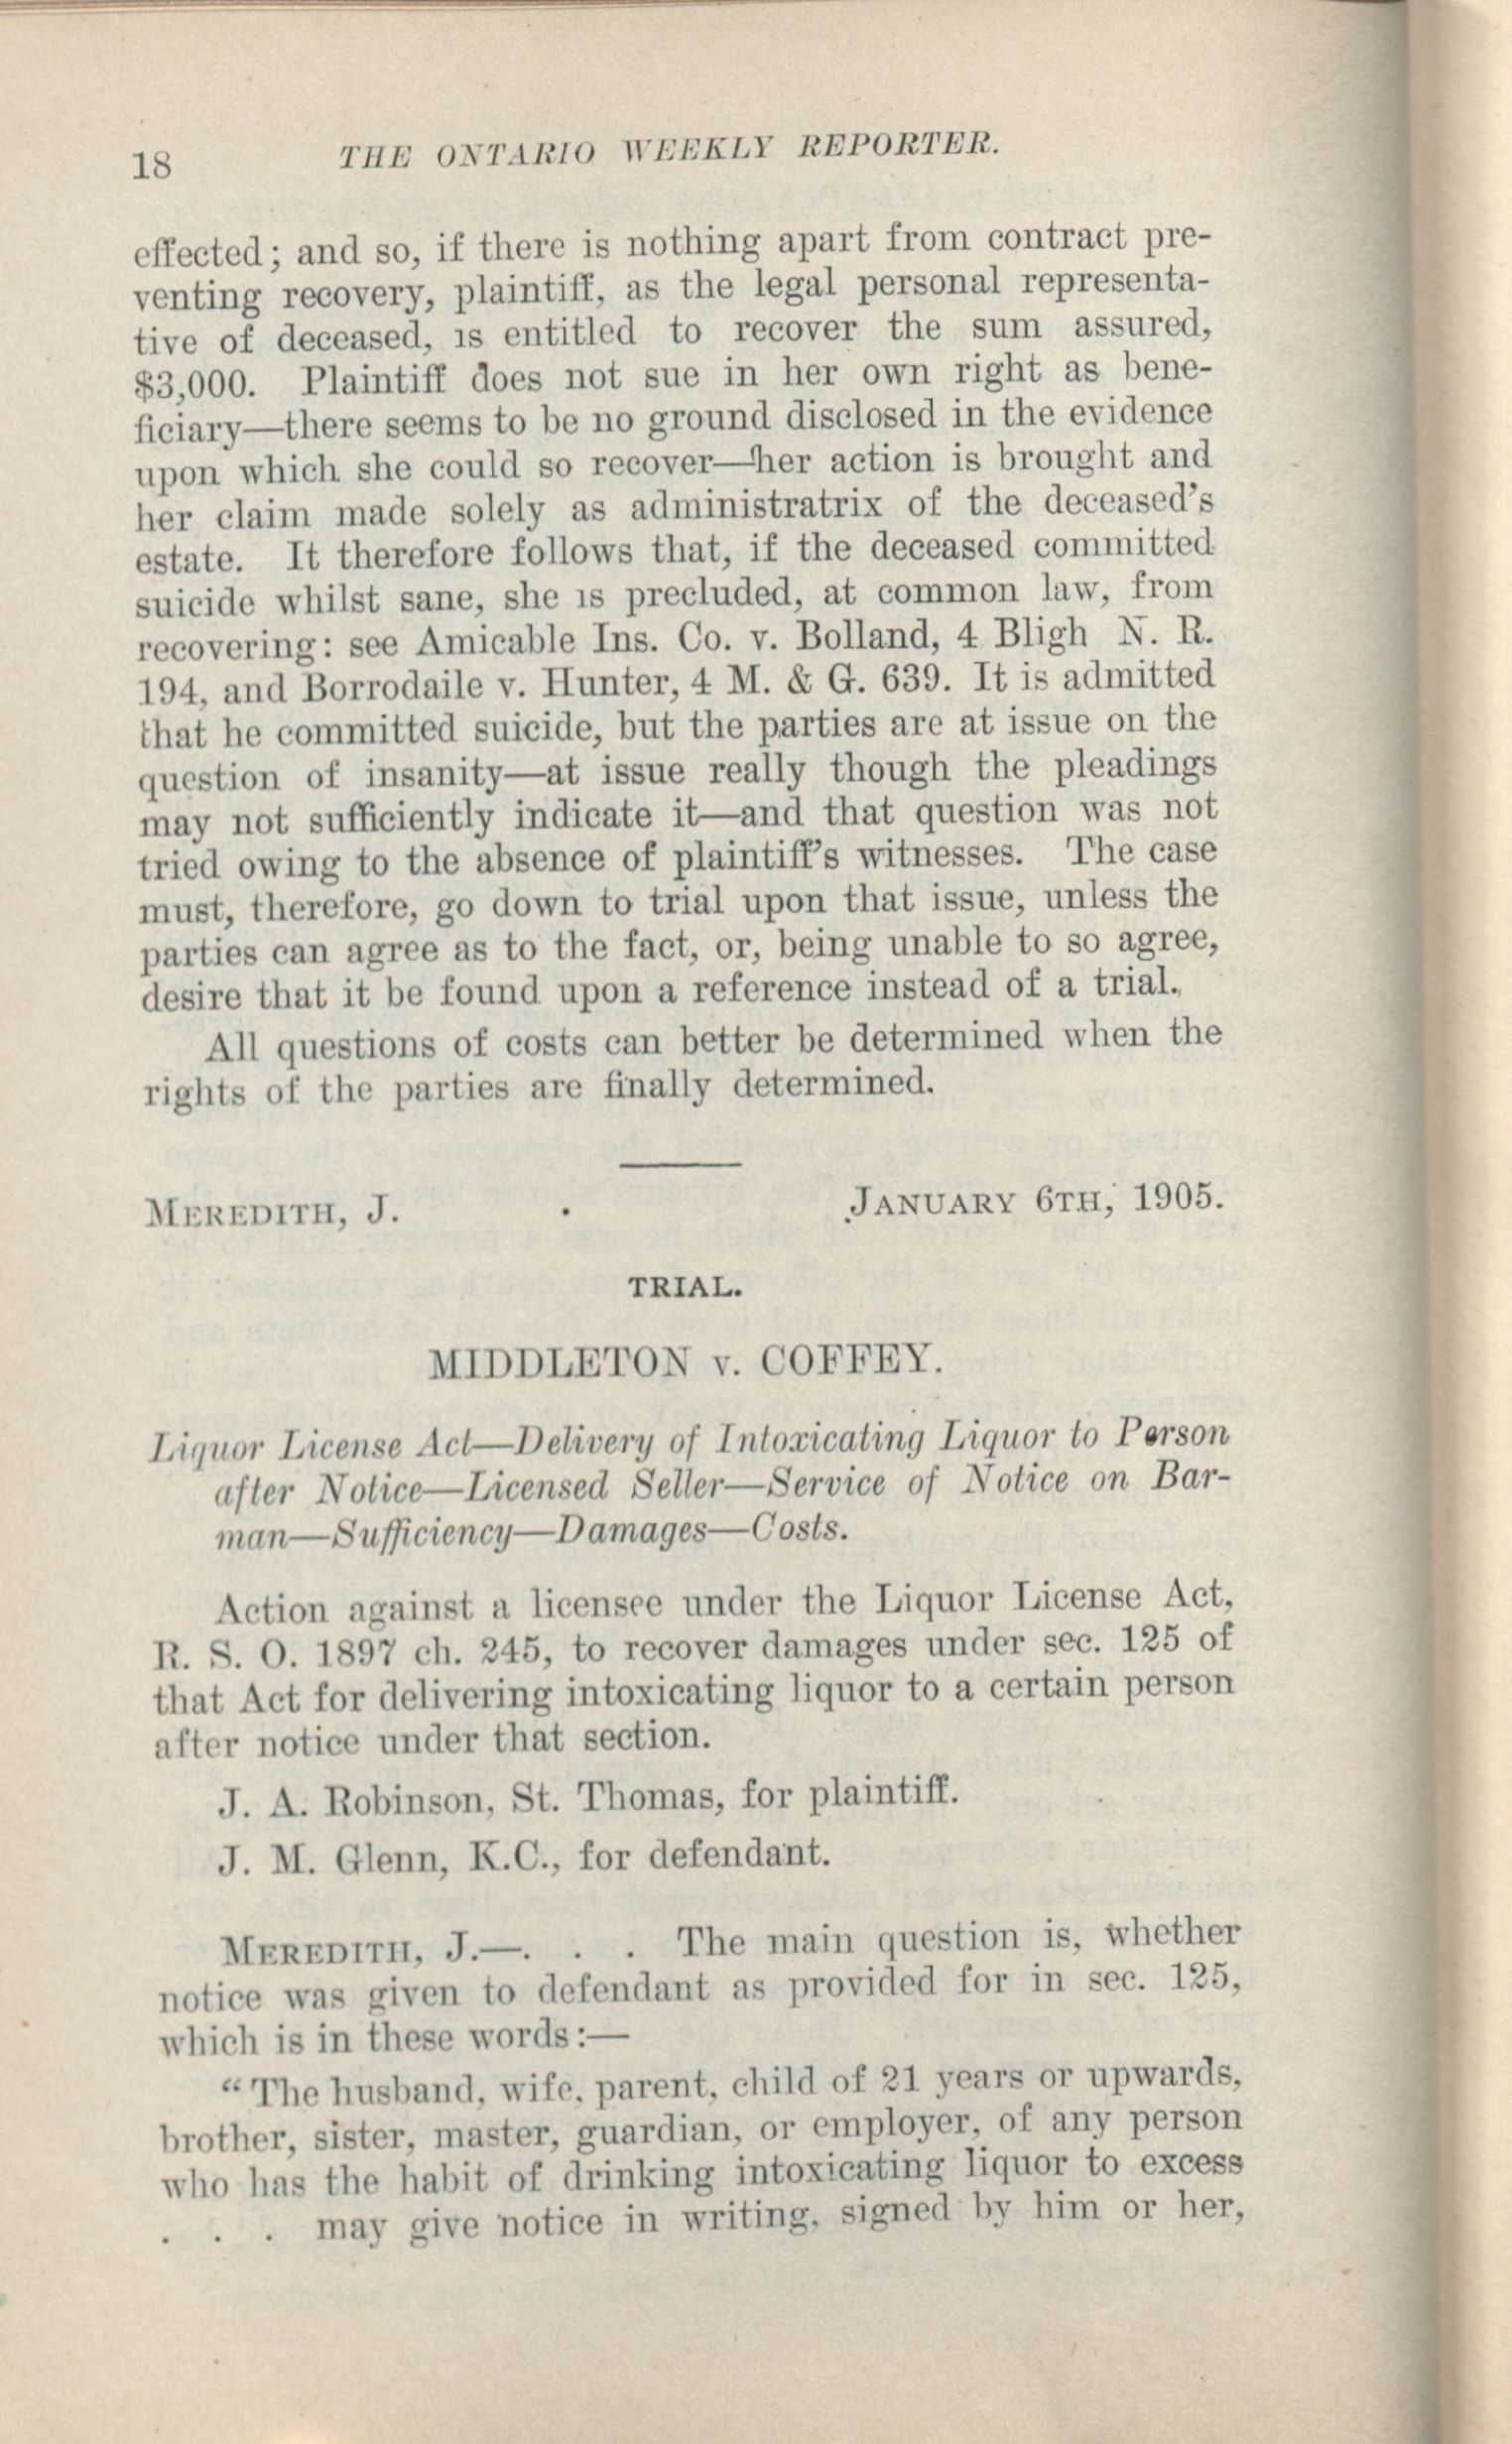 18 THE ONTARIO WEEKLY REPORTER.
effected; and so, if there is nothing apart from contract pre-
venting recovery, plaintiff, as the legal personal representa-
tive of deceased, is entitled to recover the sum assured,
$3,000. Plaintiff does not sue in her own right as bene-
ficiary—there seems to be no ground disclosed in the evidence
upon which she could so recover—her action is brought and
her claim made solely as administratrix of the deceased's
estate. It therefore follows that, if the deceased committed
suicide whilst sane, she is precluded, at common law, from
recovering: see Amicable Ins. Co. v. Bolland, 4 Bligh N. R.
194, and Borrodaile v. Hunter, 4 M. & G. 639. It is admitted
that he committed suicide, but the parties are at issue on the
question of insanity—at issue really though the pleadings
may not sufficiently indicate it—and that question was not
tried owing to the absence of plaintiff's witnesses. The case
must, therefore, go down to trial upon that issue, unless the
parties can agree as to the fact, or, being unable to so agree,
desire that it be found upon a reference instead of a trial.
All questions of costs can better be determined when the
rights of the parties are finally determined.
MEREDITH, J. JANUARY 6TH, 1905.
TRIAL.
MIDDLETON v. COFFEY.
Liquor License Act—Delivery of Intoxicating Liquor to Person
after Notice—Licensed Seller—Service of Notice on Bar-
man—Sufficiency—Damages—Costs.
Action against a licensee under the Liquor License Act,
R. S. O. 1897 ch. 245, to recover damages under sec. 125 of
that Act for delivering intoxicating liquor to a certain person
after notice under that section.
J. A. Robinson, St. Thomas, for plaintiff.
J. M. Glenn, K.C., for defendant.
MEREDITH, J.—. . . The main question is, whether
notice was given to defendant as provided for in sec. 125,
which is in these words:—
"The husband, wife, parent, child of 21 years or upwards,
brother, sister, master, guardian, or employer, of any person
who has the habit of drinking intoxicating liquor to excess
. . . may give notice in writing, signed by him or her,